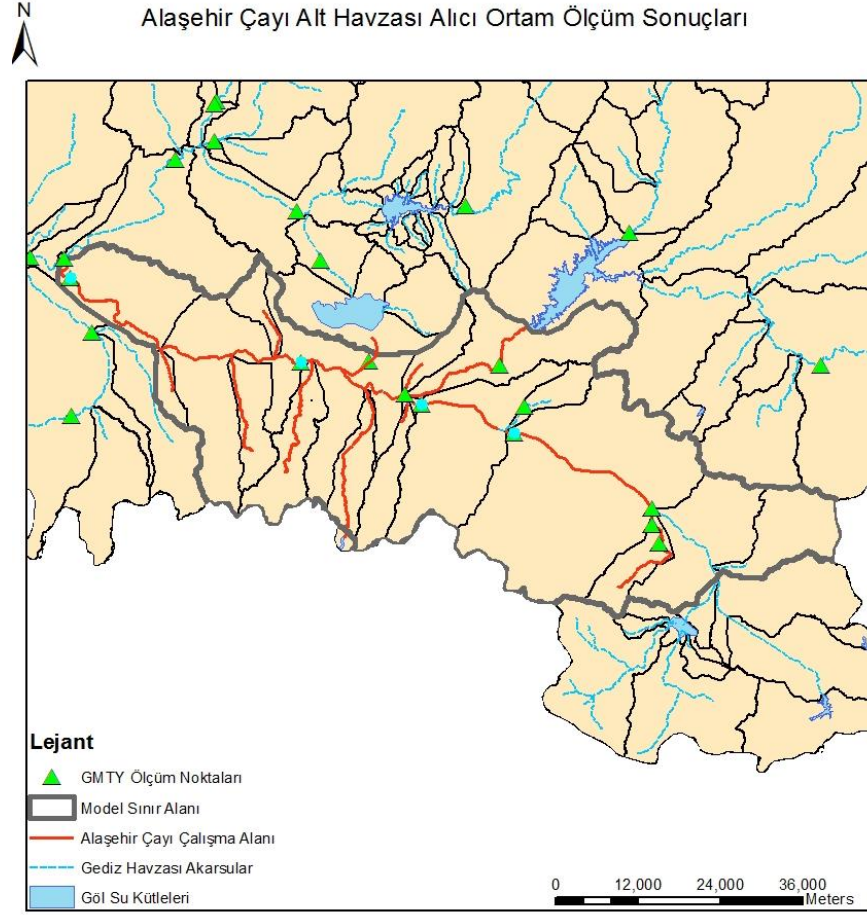 N
Alaşehir Çayı Alt Havzası Alıcı Ortam Ölçüm Sonuçları
Lejant
GMTY Ölçüm Noktaları
Model Sınır Alanı
Alaşehir Çayı Çalışma Alanı
Gediz Havzası Akarsular
Göl Su Kütleleri
0 12,000 24,000 36,000
Meters